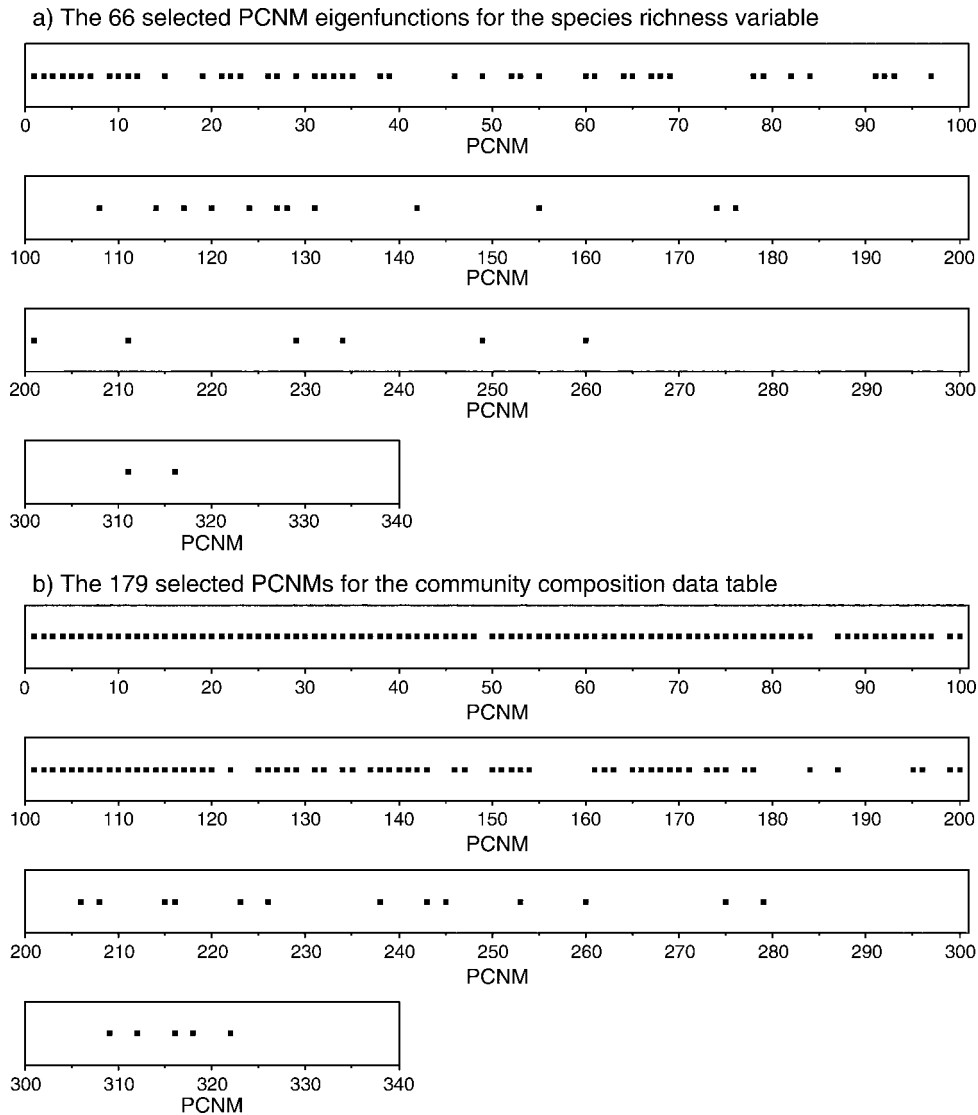 a) The 66 selected PCNM eigenfunctions for the species richness variable
0 10 20 30 40 50 60 70 80 90 100
PCNM
100 110 120 130 140 150 160 170 180 190 200
PCNM
200 210 220 230 240 250 260 270 280 290 300
PCNM
300 310 320 330 340
PCNM
b) The 179 selected PCNMs for the community composition data table
0 10 20 30 40 50 60 70 80 90 100
PCNM
100 110 120 130 140 150 160 170 180 190 200
PCNM
200 210 220 230 240 250 260 270 280 290 300
PCNM
300 310 320 330 340
PCNM